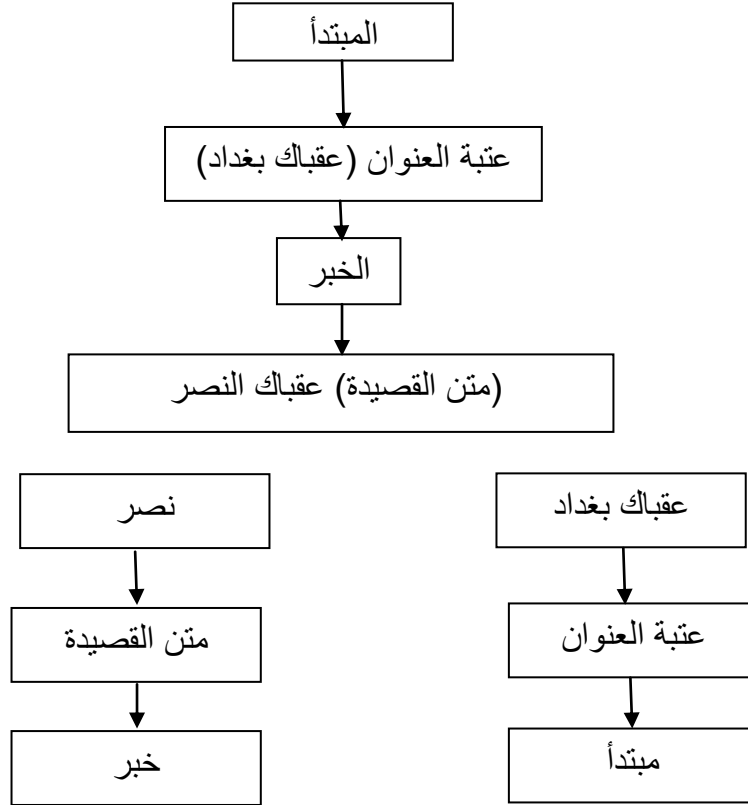 المبتدأ
عتبة العنوان (عقباك بغداد)
الخبر
(متن القصيدة) عقباك النصر
عقباك بغداد
نصر
عتبة العنوان
متن القصيدة
مبتدأ
خبر